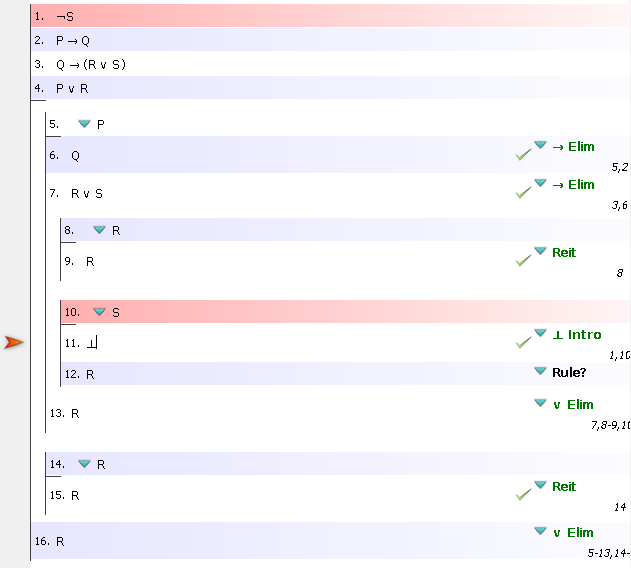 1. ¬S
2. P → Q
3. Q → (R ∨ S)
4. P ∨ R
5. P
6. Q → Elim
5,2
7. R ∨ S → Elim
3,6
8. R
9. R Reit
8
10. S
11. ⊥ ⊥ Intro
1,10
12. R Rule?
13. R ∨ Elim
7,8-9,10
14. R
15. R Reit
14
16. R ∨ Elim
5-13,14-